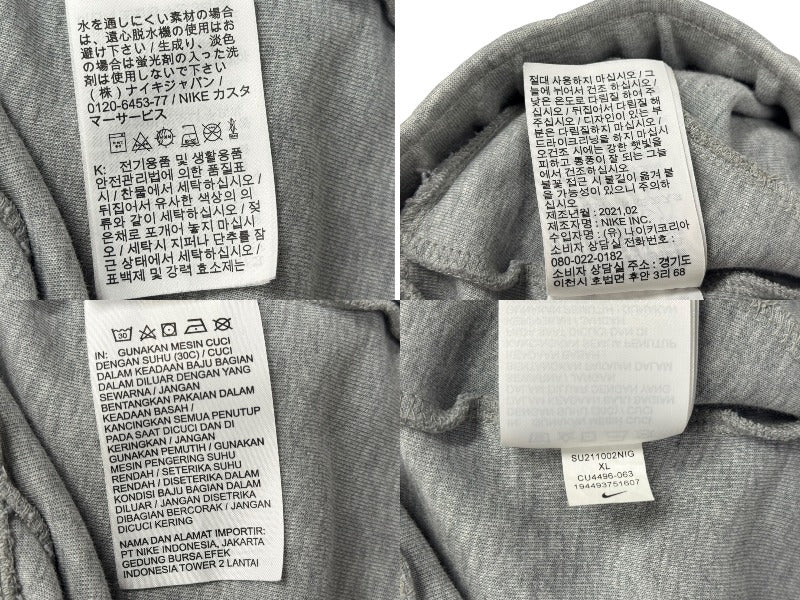 水を通しにくい素材の場合
は、遠心脱水機の使用はお
避け下さい / 生成り、淡色
の場合は蛍光剤の入った洗
剤は使用しないで下さい
(株) ナイキジャパン /
0120-6453-77 / NIKE カスタ
マーサービス
K: 전기용품 및 생활용품
안전관리법에 의한 품질표
시 / 찬물에서 세탁하십시오 /
뒤집어서 유사한 색상의 의
류와 같이 세탁하십시오 / 젖
은채로 포개어 놓지 마십시
오 / 세탁시 지퍼나 단추를 잠
근 상태에서 세탁하십시오 /
표백제 및 강력 효소제는
절대 사용하지 마십시오 / 그
늘에 뉘어서 건조 하십시오 /
낮은 온도로 다림질 하여 주
십시오 / 뒤집어서 다림질 해
주십시오 / 디자인이 있는 부
분은 다림질하지 마십시오 /
드라이크리닝을 하지 마십시
오건조 시에는 강한 햇빛을
피하고 통풍이 잘 되는 그늘
에서 건조하십시오
불꽃 접근 시 불길이 옮겨 붙
을 가능성이 있으니 주의하
십시오
제조년월 : 2021.02
제조자명 : NIKE INC.
수입자명 : (유) 나이키코리아
소비자 상담실 전화번호 :
080-022-0182
소비자 상담실 주소 : 경기도
이천시 호법면 후안 3리 68
30
IN: GUNAKAN MESIN CUCI
DENGAN SUHU (30C) / CUCI
DALAM KEADAAN BAJU BAGIAN
DALAM DILUAR DENGAN YANG
SEWARNA / JANGAN
BENTANGKAN PAKAIAN DALAM
KEADAAN BASAH /
KANCINGKAN SEMUA PENUTUP
PADA SAAT DICUCI DAN DI
KERINGKAN / JANGAN
GUNAKAN PEMUTIH / GUNAKAN
MESIN PENGERING SUHU
RENDAH / SETERIKA SUHU
RENDAH / DISETERIKA DALAM
KONDISI BAJU BAGIAN DALAM
DILUAR / JANGAN DISETRIKA
DIBAGIAN BERCORAK / JANGAN
DICUCI KERING
NAMA DAN ALAMAT IMPORTIR:
PT NIKE INDONESIA, JAKARTA
GEDUNG BURSA EFEK
INDONESIA TOWER 2 LANTAI
SU211002NIG
XL
CU4496-063
194493751607